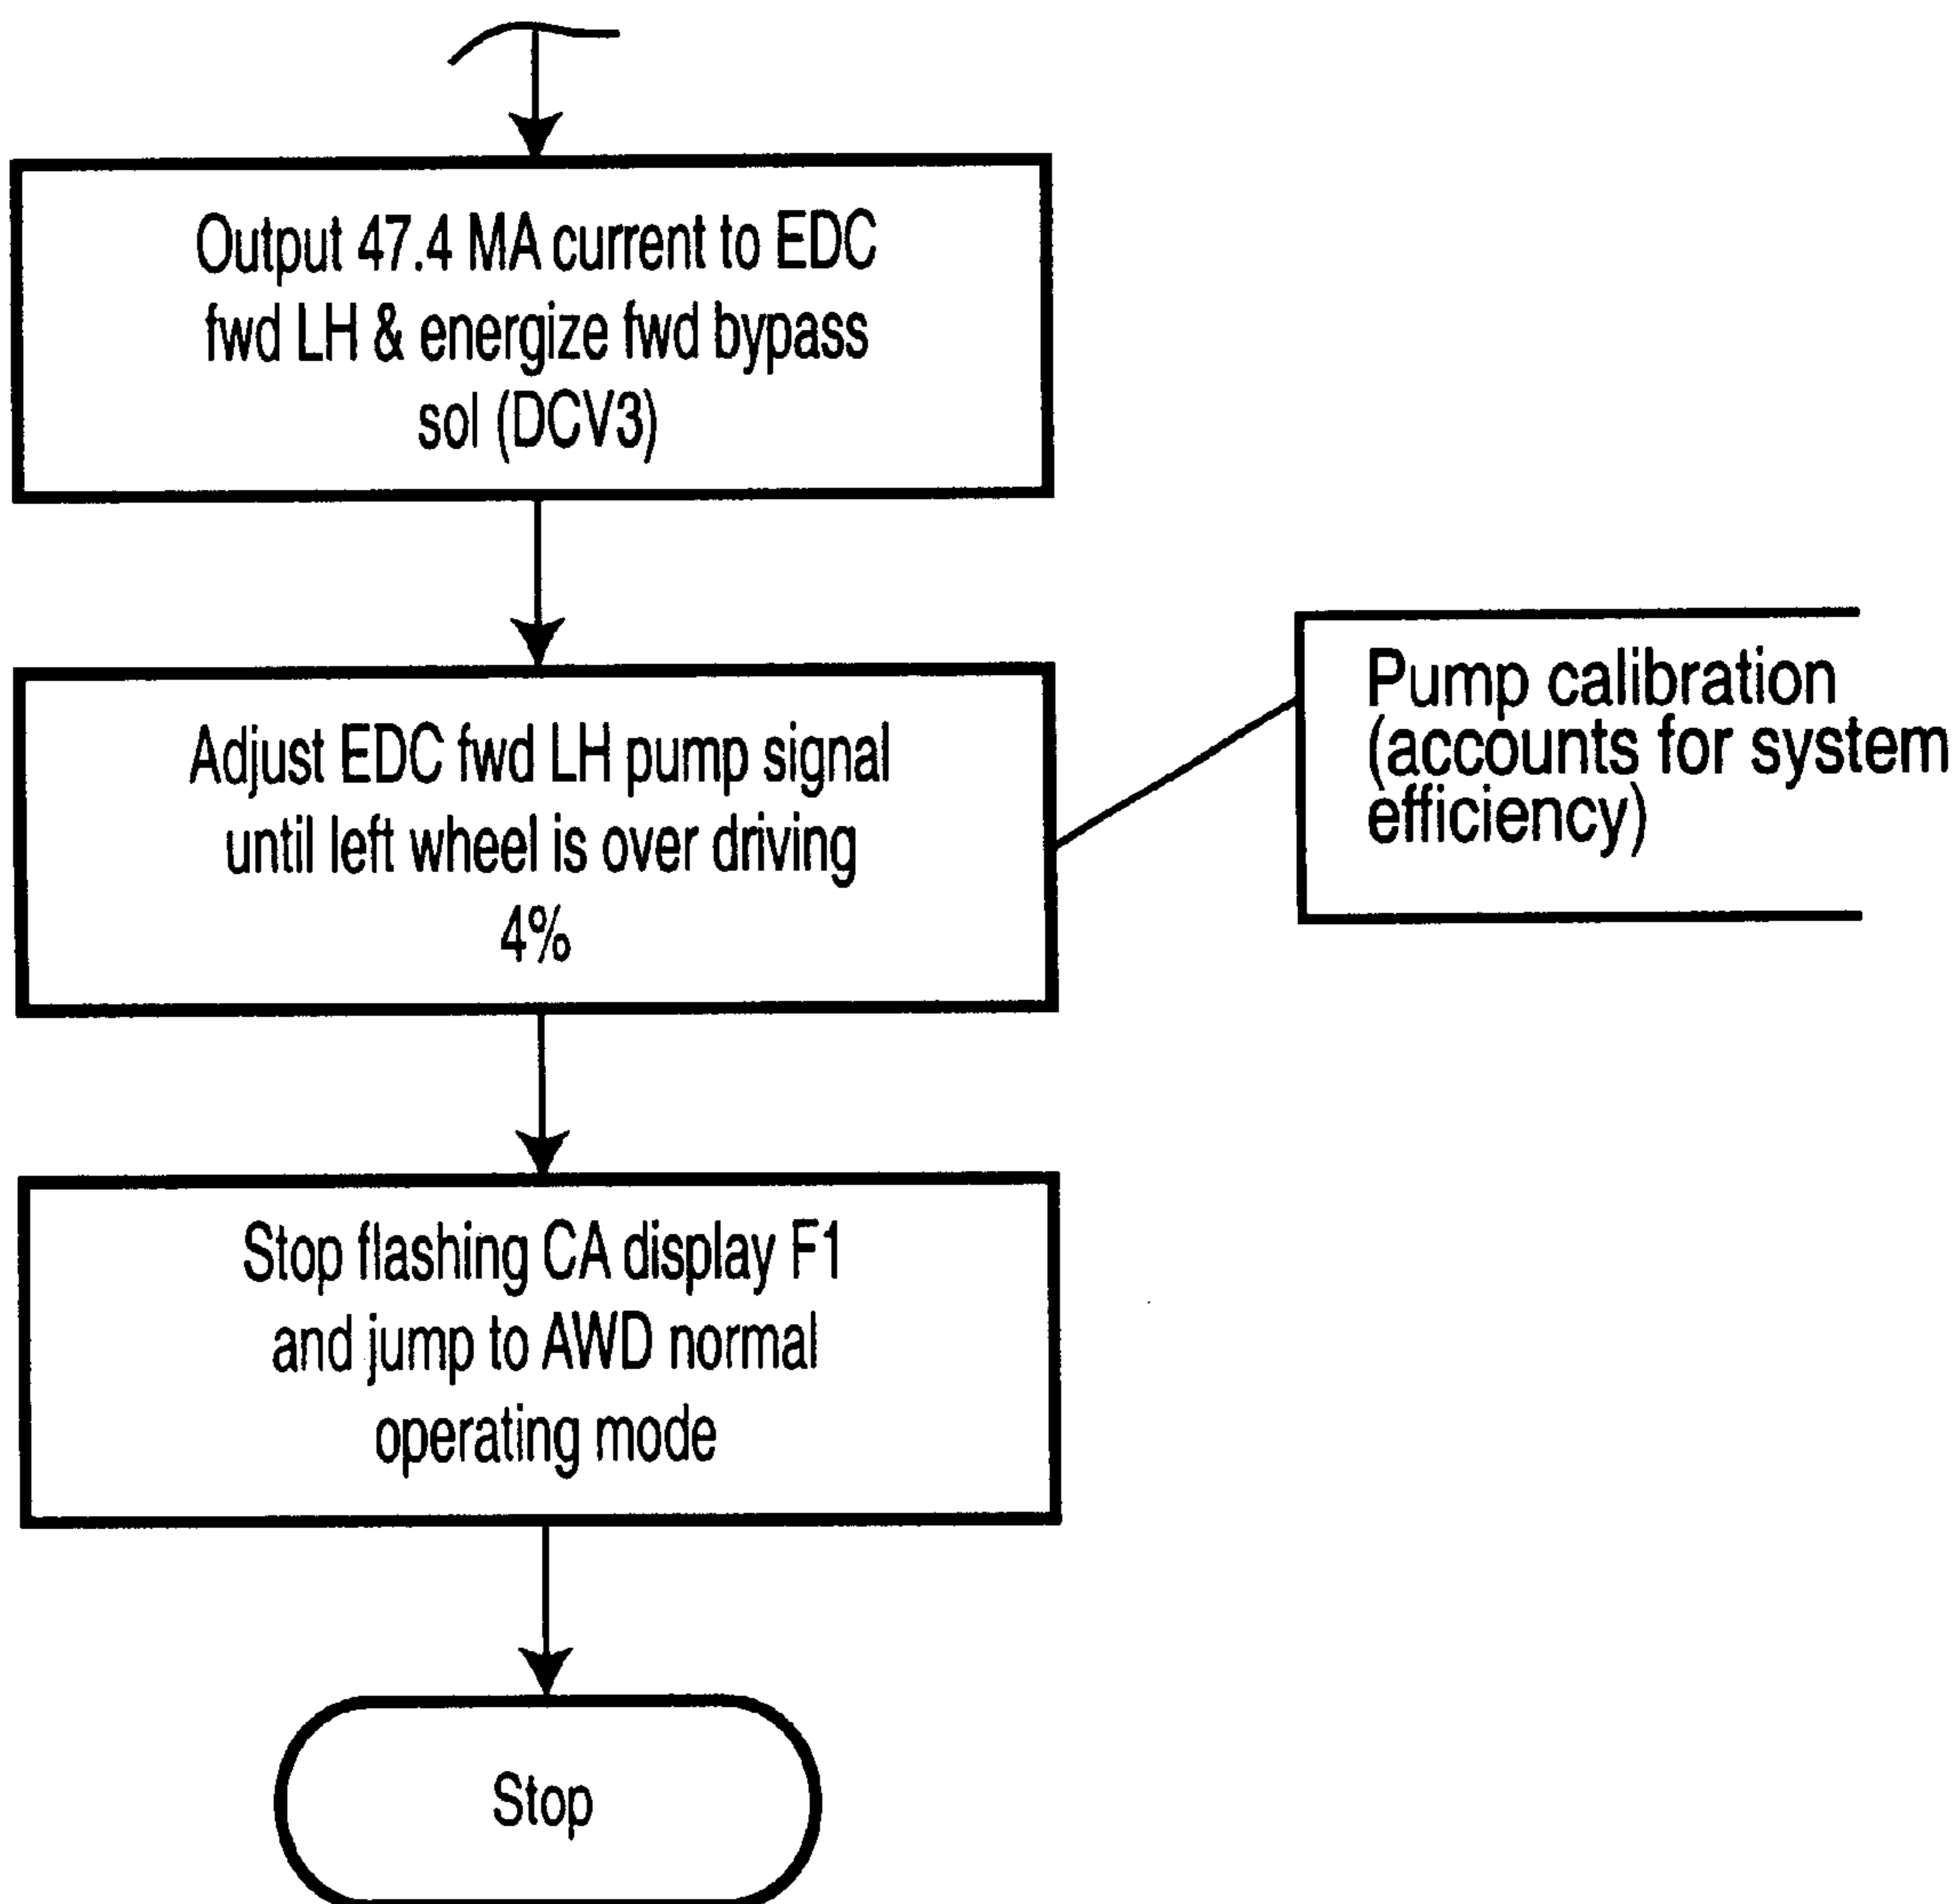 Output 47.4 MA current to EDC
fwd LH & energize fwd bypass
sol (DCV3)
Adjust EDC fwd LH pump signal
until left wheel is over driving
4%
Pump calibration
(accounts for system
efficiency)
Stop flashing CA display F1
and jump to AWD normal
operating mode
Stop